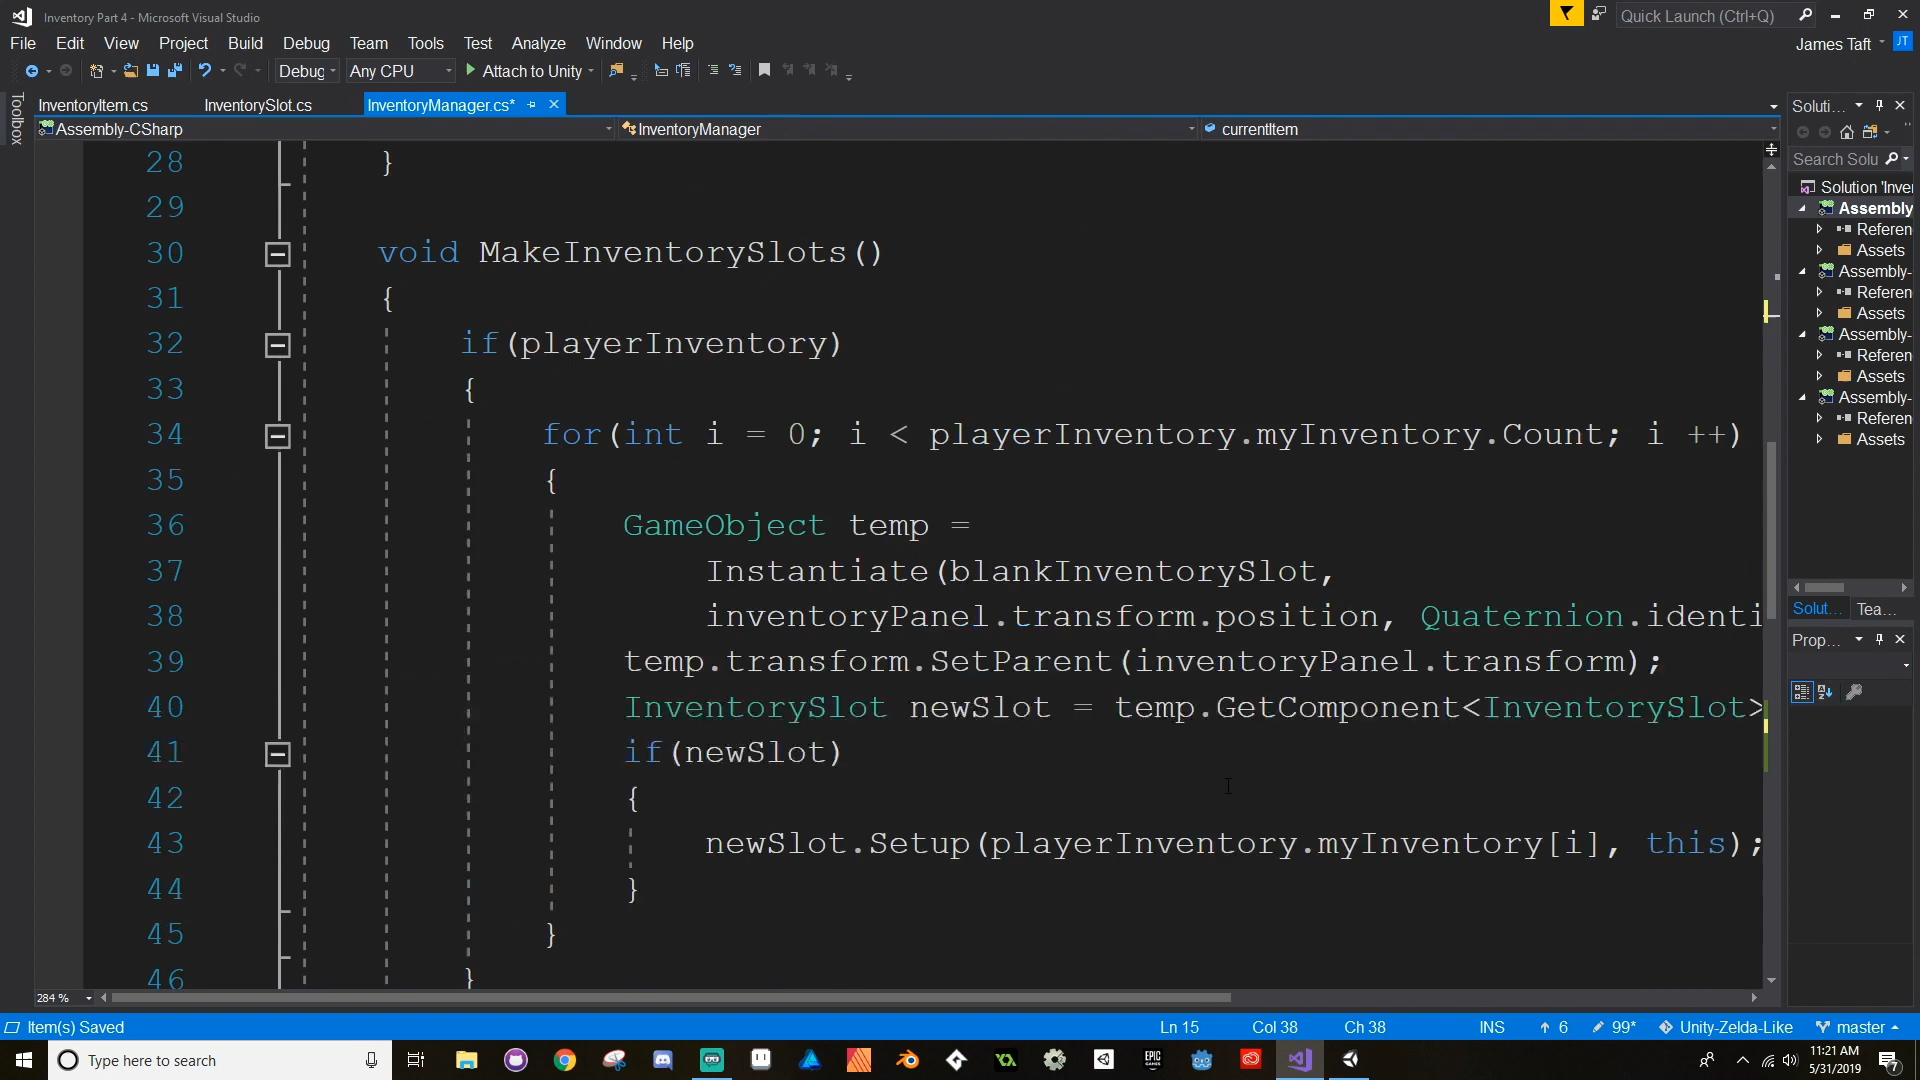 Inventory Part 4 - Microsoft Visual Studio
Quick Launch (Ctrl+Q)
File Edit View Project Build Debug Team Tools Test Analyze Window Help
James Taft JT
Debug Any CPU Attach to Unity
Toolbox
InventoryItem.cs InventorySlot.cs InventoryManager.cs*
Assembly-CSharp InventoryManager currentItem
28 }
29
30 void MakeInventorySlots()
31 {
32 if(playerInventory)
33 {
34 for(int i = 0; i < playerInventory.myInventory.Count; i ++)
35 {
36 GameObject temp =
37 Instantiate(blankInventorySlot,
38 inventoryPanel.transform.position, Quaternion.identi
39 temp.transform.SetParent(inventoryPanel.transform);
40 InventorySlot newSlot = temp.GetComponent<InventorySlot>
41 if(newSlot)
42 {
43 newSlot.Setup(playerInventory.myInventory[i], this);
44 }
45 }
46 }
284 %
Soluti...
Search Solu
Solution 'Inve
Assembly
Referen
Assets
Assembly-
Referen
Assets
Assembly-
Referen
Assets
Assembly-
Referen
Assets
Solut... Tea...
Prop...
Item(s) Saved Ln 15 Col 38 Ch 38 INS 6 99* Unity-Zelda-Like master
Type here to search
EPIC GAMES
11:21 AM
5/31/2019
7